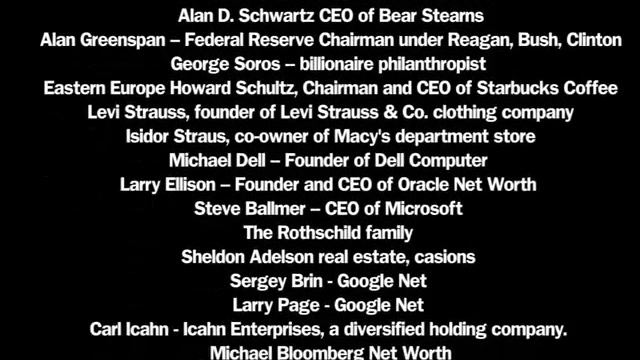 Alan D. Schwartz CEO of Bear Stearns
Alan Greenspan – Federal Reserve Chairman under Reagan, Bush, Clinton
George Soros – billionaire philanthropist
Eastern Europe Howard Schultz, Chairman and CEO of Starbucks Coffee
Levi Strauss, founder of Levi Strauss & Co. clothing company
Isidor Straus, co-owner of Macy's department store
Michael Dell – Founder of Dell Computer
Larry Ellison – Founder and CEO of Oracle Net Worth
Steve Ballmer – CEO of Microsoft
The Rothschild family
Sheldon Adelson real estate, casions
Sergey Brin - Google Net
Larry Page - Google Net
Carl Icahn - Icahn Enterprises, a diversified holding company.
Michael Bloomberg Net Worth